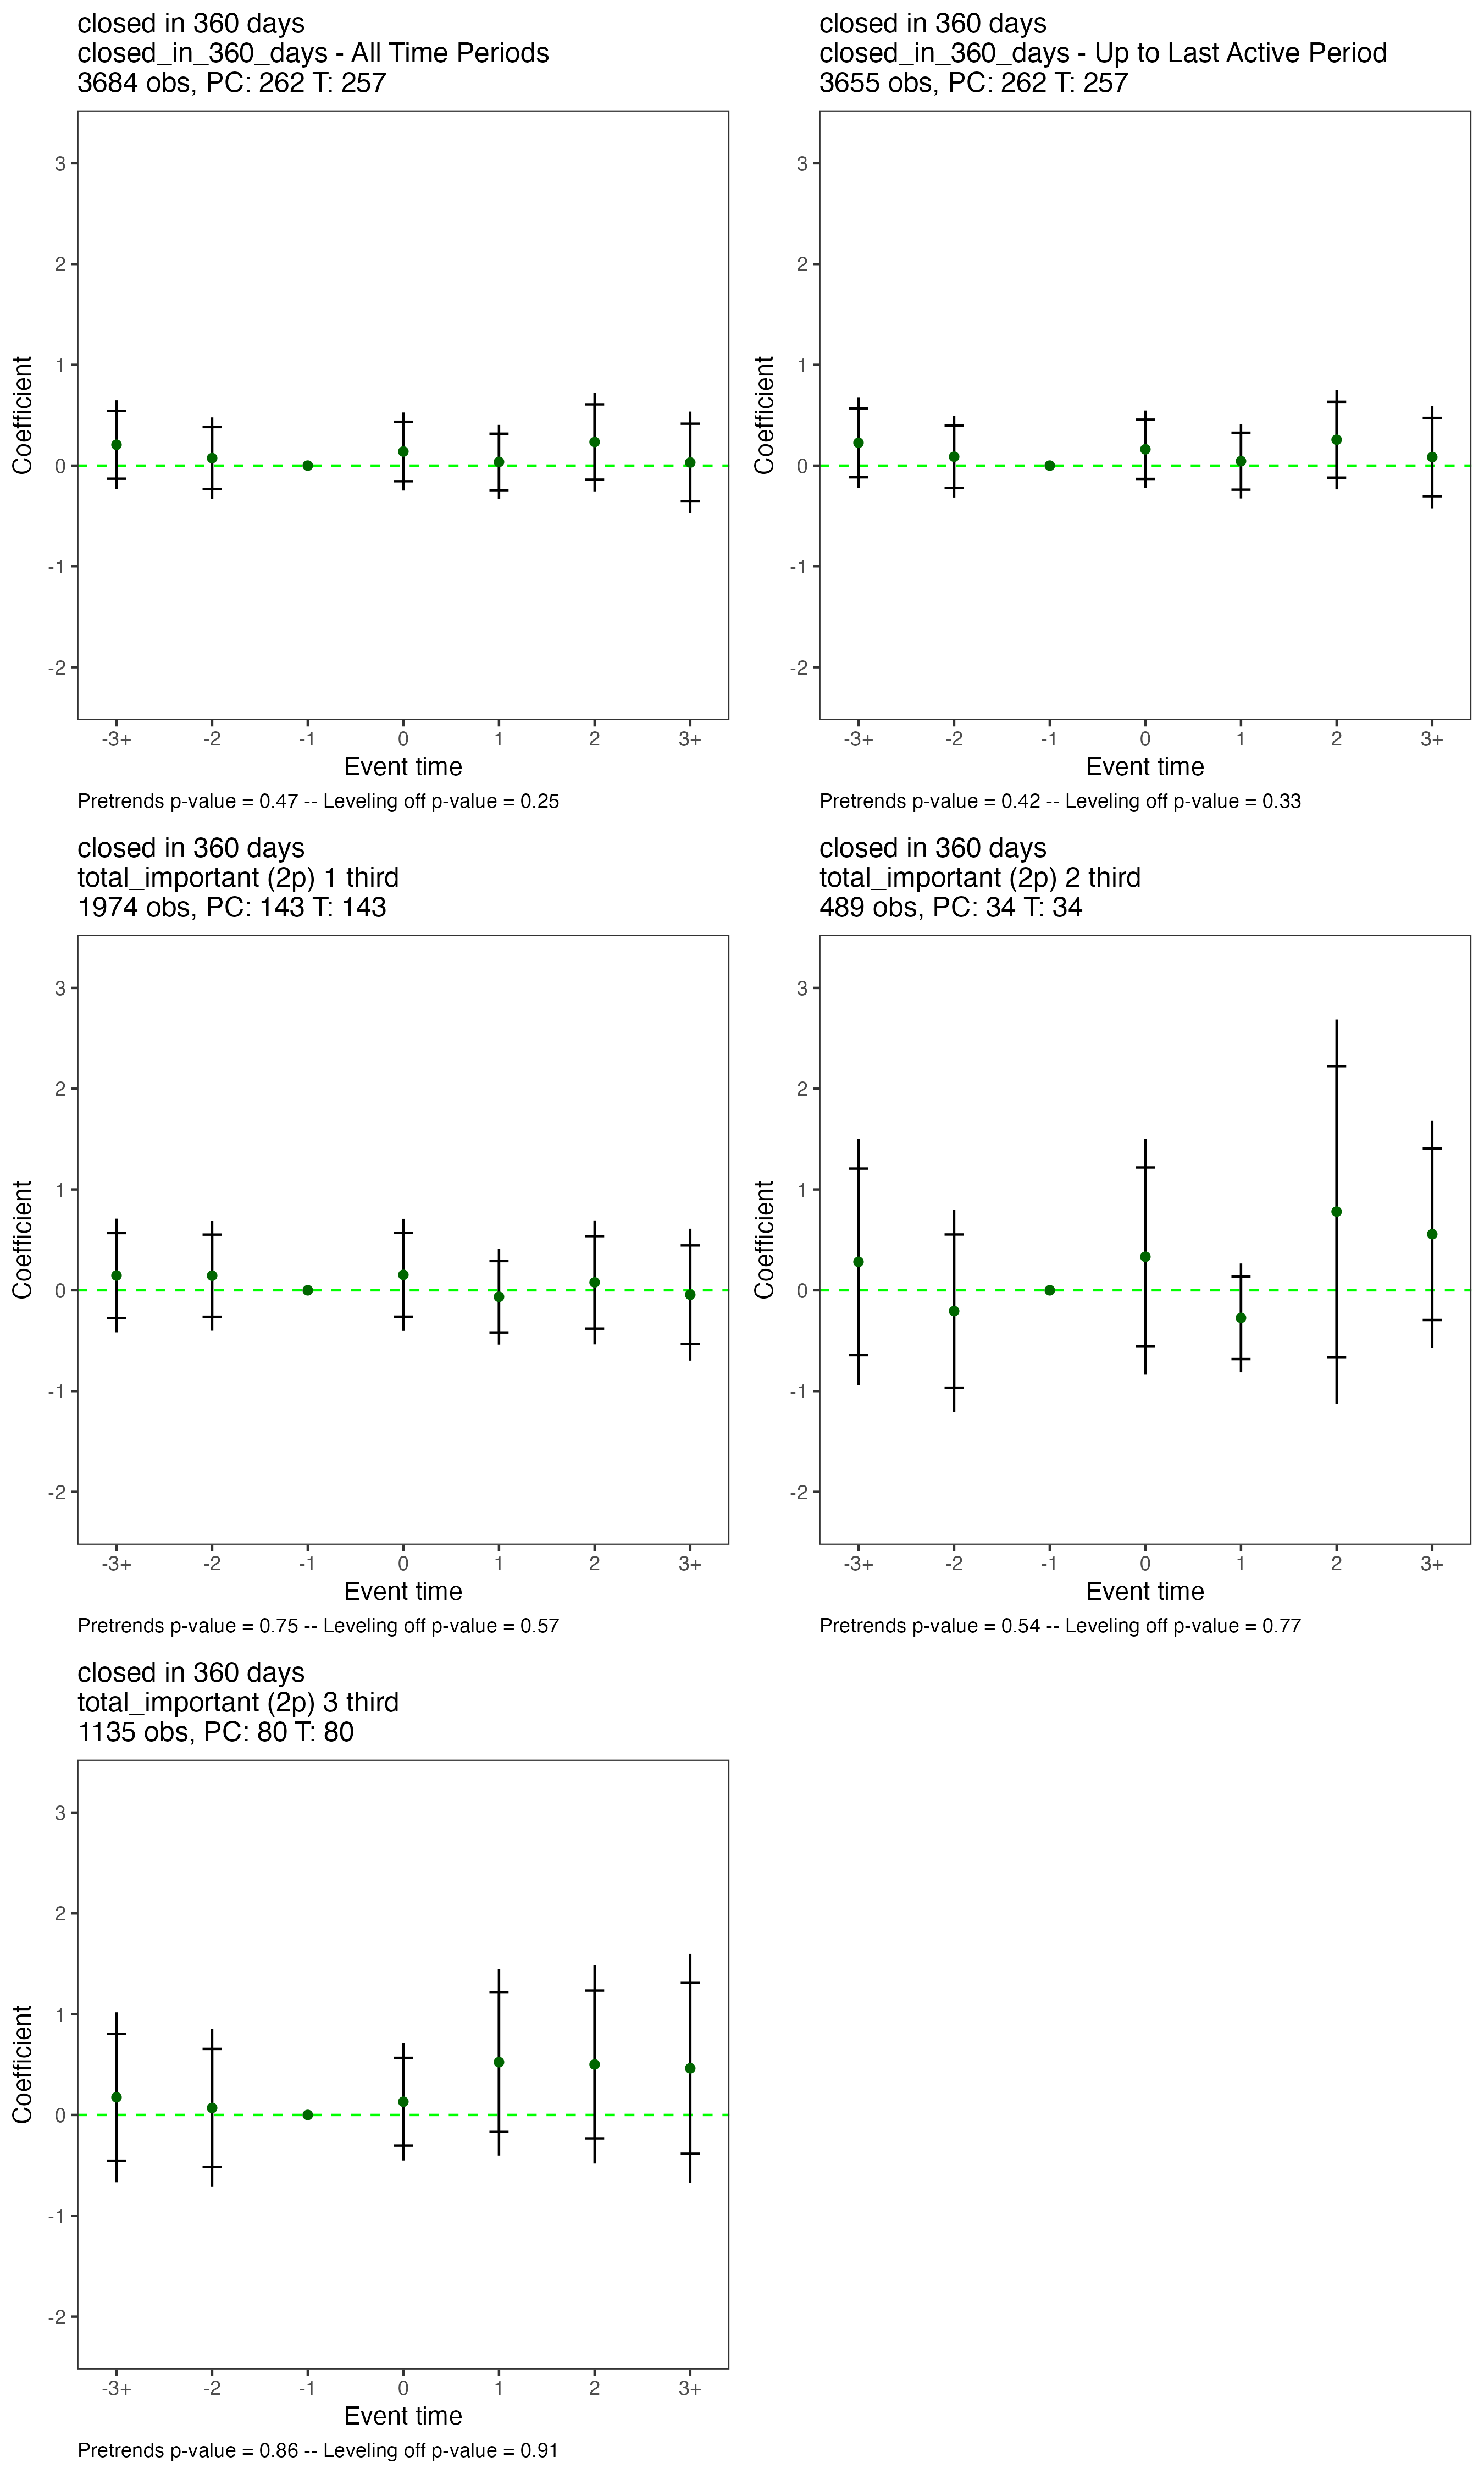 closed in 360 days
closed_in_360_days - All Time Periods
3684 obs, PC: 262 T: 257
3
2
1
0
-1
-2
Coefficient
-3+ -2 -1 0 1 2 3+
Event time
Pretrends p-value = 0.47 -- Leveling off p-value = 0.25
closed in 360 days
closed_in_360_days - Up to Last Active Period
3655 obs, PC: 262 T: 257
3
2
1
0
-1
-2
Coefficient
-3+ -2 -1 0 1 2 3+
Event time
Pretrends p-value = 0.42 -- Leveling off p-value = 0.33
closed in 360 days
total_important (2p) 1 third
1974 obs, PC: 143 T: 143
3
2
1
0
-1
-2
Coefficient
-3+ -2 -1 0 1 2 3+
Event time
Pretrends p-value = 0.75 -- Leveling off p-value = 0.57
closed in 360 days
total_important (2p) 2 third
489 obs, PC: 34 T: 34
3
2
1
0
-1
-2
Coefficient
-3+ -2 -1 0 1 2 3+
Event time
Pretrends p-value = 0.54 -- Leveling off p-value = 0.77
closed in 360 days
total_important (2p) 3 third
1135 obs, PC: 80 T: 80
3
2
1
0
-1
-2
Coefficient
-3+ -2 -1 0 1 2 3+
Event time
Pretrends p-value = 0.86 -- Leveling off p-value = 0.91